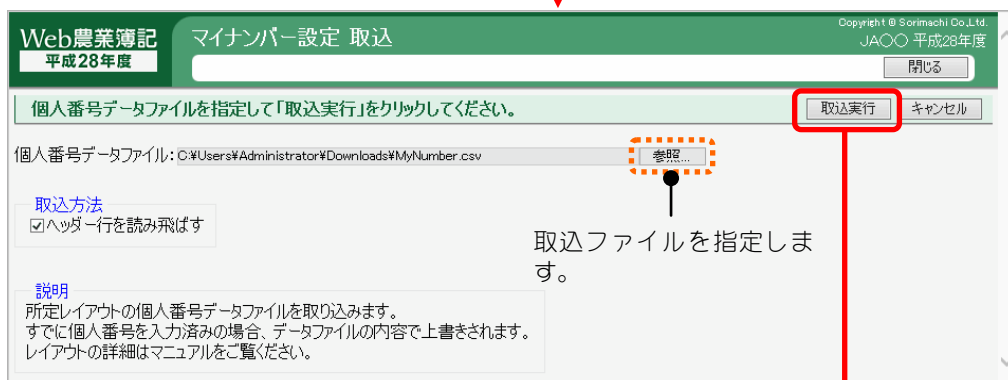 Copyright © Sorimachi Co.,Ltd.
Web農業簿記
マイナンバー設定 取込
JA〇〇 平成28年度
平成28年度
閉じる
個人番号データファイルを指定して「取込実行」をクリックしてください。
取込実行
キャンセル
個人番号データファイル:
C:¥Users¥Administrator¥Downloads¥MyNumber.csv
参照...
取込方法
ヘッダー行を読み飛ばす
取込ファイルを指定しま
す。
説明
所定レイアウトの個人番号データファイルを取り込みます。
すでに個人番号を入力済みの場合、データファイルの内容で上書きされます。
レイアウトの詳細はマニュアルをご覧ください。